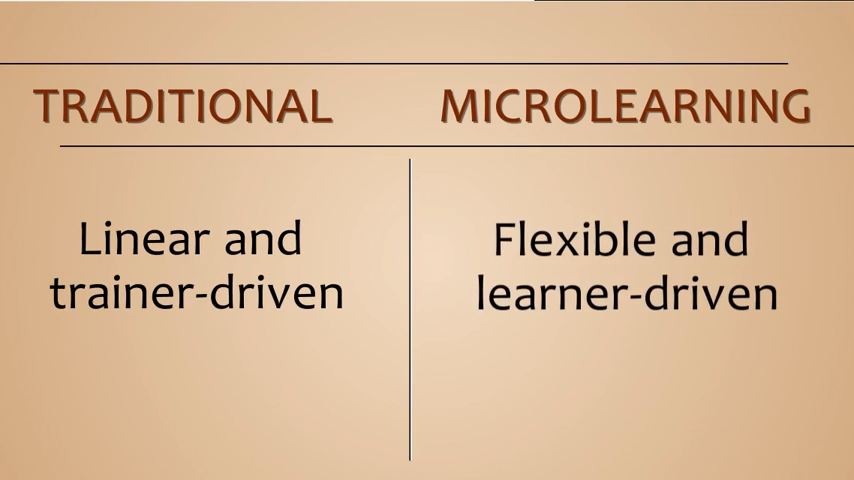 TRADITIONAL
MICROLEARNING
Linear and
trainer-driven
Flexible and
learner-driven